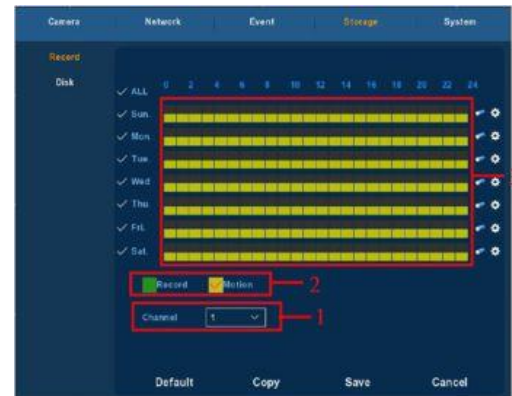 Camera Network Event Storage System
Record
Disk
0 2 4 6 8 10 12 14 16 18 20 22 24
ALL
Sun.
Mon.
Tue.
Wed
Thu
Fri.
Sat.
Record Motion 2
Channel 1 1
Default Copy Save Cancel